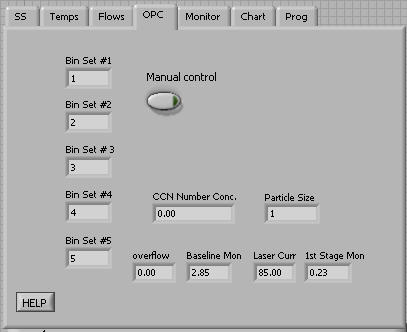 SS Temps Flows OPC Monitor Chart Prog
Bin Set #1
1
Manual control
Bin Set #2
2
Bin Set # 3
3
Bin Set #4
4
CCN Number Conc.
0.00
Particle Size
1
Bin Set #5
5
overflow
0.00
Baseline Mon
2.85
Laser Curr
85.00
1st Stage Mon
0.23
HELP